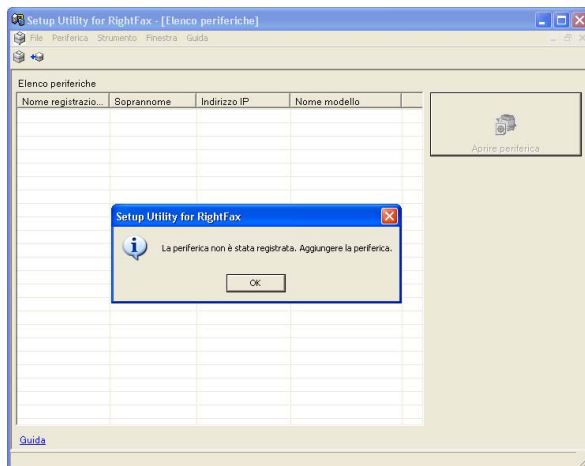 Setup Utility for RightFax - [Elenco periferiche]
File Periferica Strumento Finestra Guida
Elenco periferiche
Nome registrazio... Soprannome Indirizzo IP Nome modello
Aprire periferica
Setup Utility for RightFax
La periferica non è stata registrata. Aggiungere la periferica.
OK
Guida